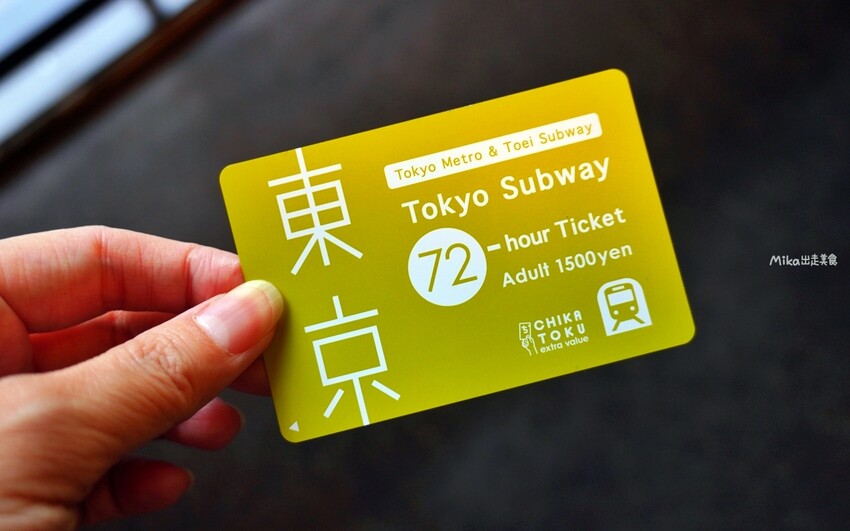 東京
Tokyo Metro & Toei Subway
Tokyo Subway
72-hour Ticket
Adult 1500yen
CHIKA
TOKU
extra value
Mika出走美食